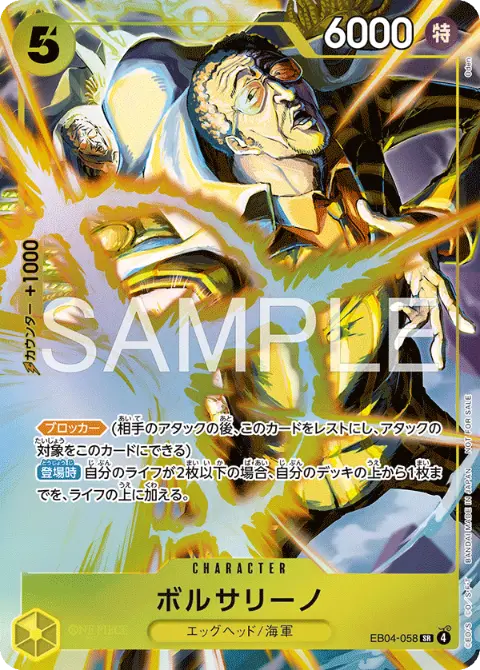 5
6000 特
Oden
カウンター +1000
SAMPLE
ブロッカー (相手のアタックの後、このカードをレストにし、アタックの
対象をこのカードにできる)
登場時 自分のライフが2枚以下の場合、自分のデッキの上から1枚ま
でを、ライフの上に加える。
CHARACTER
ボルサリーノ
エッグヘッド/海軍
EB04-058 SR 4
BANDAI MADE IN JAPAN NOT FOR SALE